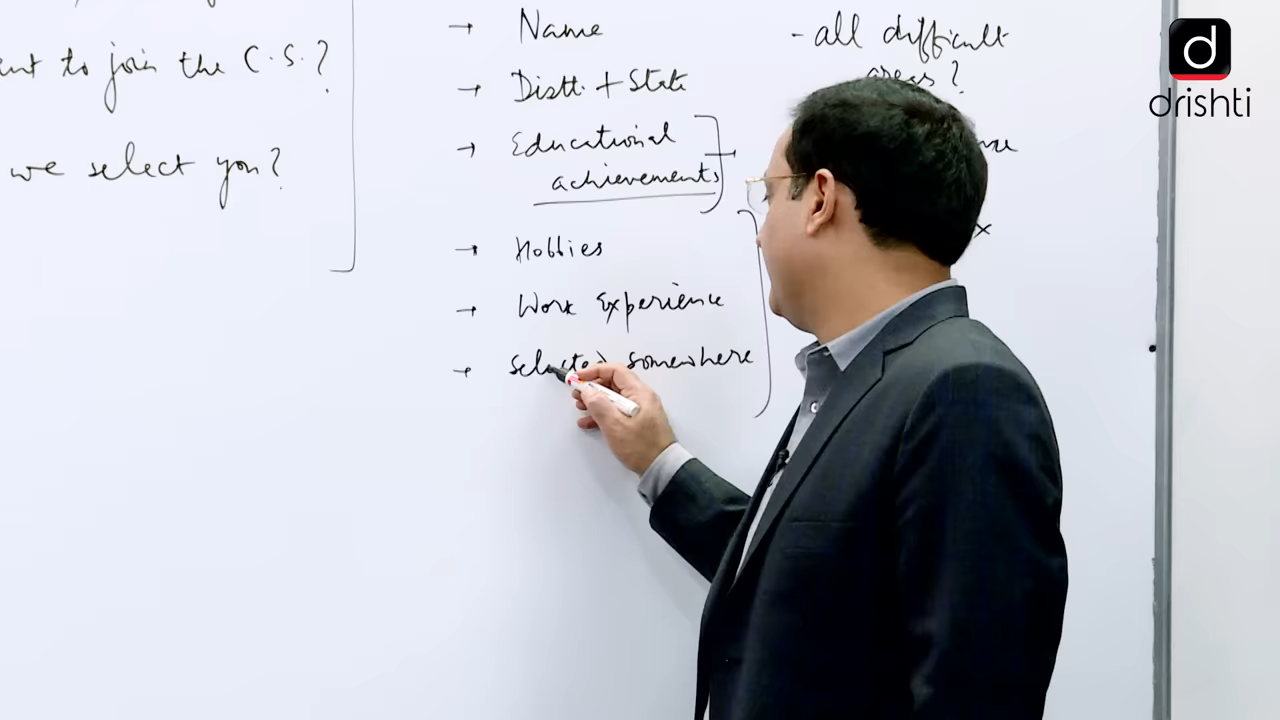 to join the C.S.?
we select you?
→ Name
→ Distt. + State
→ Educational
achievements
→ Hobbies
→ Work Experience
→ Selected somewhere
- all difficult
areas?
x
d
drishti